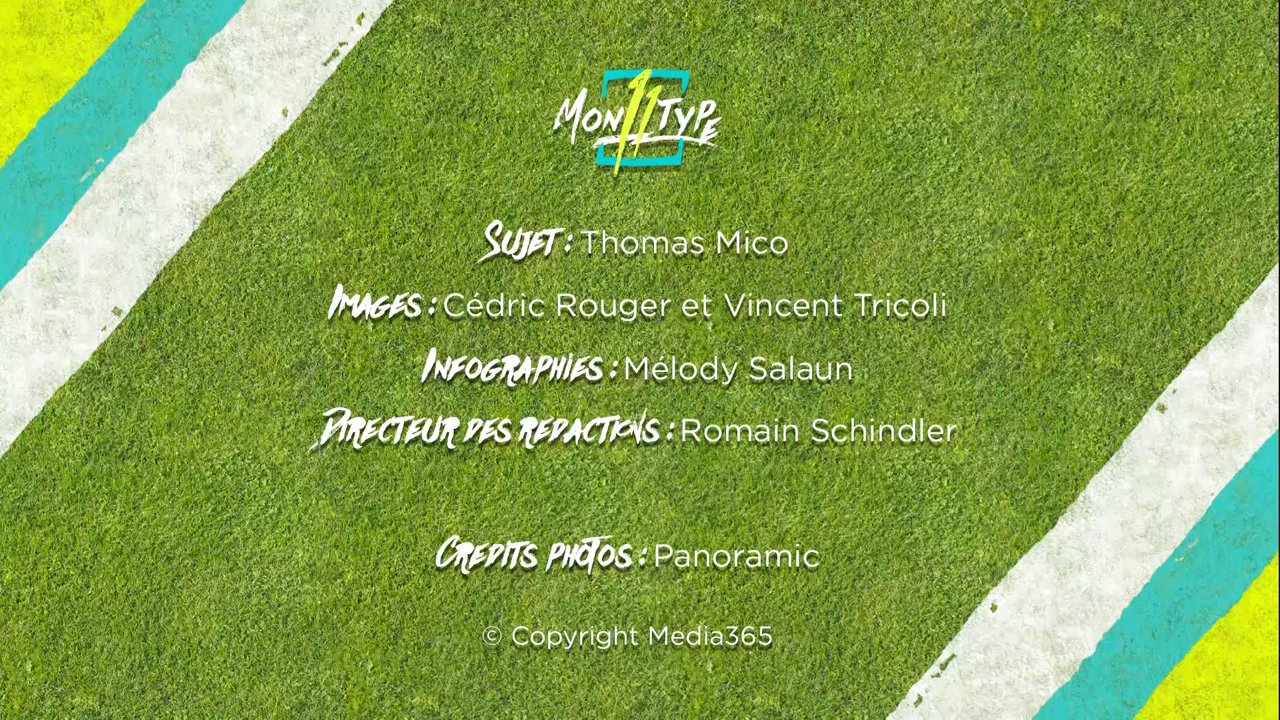 Mon 11 Type
Sujet : Thomas Mico
Images : Cédric Rouger et Vincent Tricoli
Infographies : Mélody Salaun
Directeur des redactions : Romain Schindler
Credits photos : Panoramic
© Copyright Media365